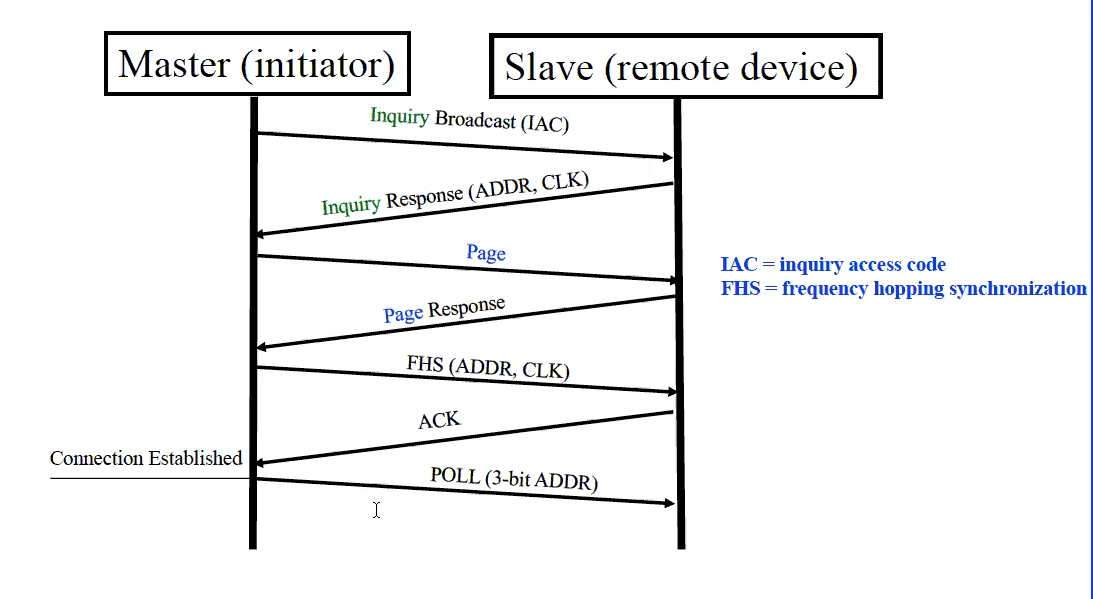 Master (initiator)
Slave (remote device)
Inquiry Broadcast (IAC)
Inquiry Response (ADDR, CLK)
Page
IAC = inquiry access code
FHS = frequency hopping synchronization
Page Response
FHS (ADDR, CLK)
ACK
Connection Established
POLL (3-bit ADDR)